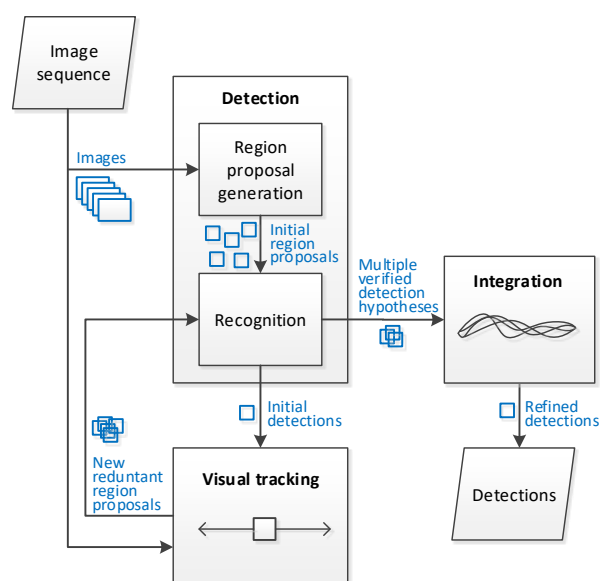 Image
sequence
Detection
Images
Region
proposal
generation
Initial
region
proposals
Multiple
verified
detection
hypotheses
Integration
Recognition
Initial
detections
Refined
detections
New
reduntant
region
proposals
Visual tracking
Detections